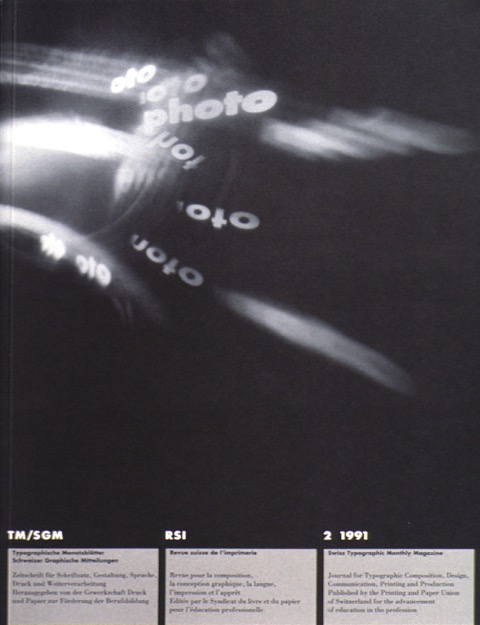 oto
oto
photo
foto
oto
foto
oto
TM/SGM
RSI
2 1991
Typographische Monatsblätter
Schweizer Graphische Mitteilungen
Zeitschrift für Schriftsatz, Gestaltung, Sprache,
Druck und Weiterverarbeitung
Herausgegeben von der Gewerkschaft Druck
und Papier zur Förderung der Berufsbildung
Revue suisse de l'imprimerie
Revue pour la composition,
la conception graphique, la langue,
l'impression et l'apprêt
Editée par le Syndicat du livre et du papier
pour l'éducation professionelle
Swiss Typographic Monthly Magazine
Journal for Typographic Composition, Design,
Communication, Printing and Production
Published by the Printing and Paper Union
of Switzerland for the advancement
of education in the profession